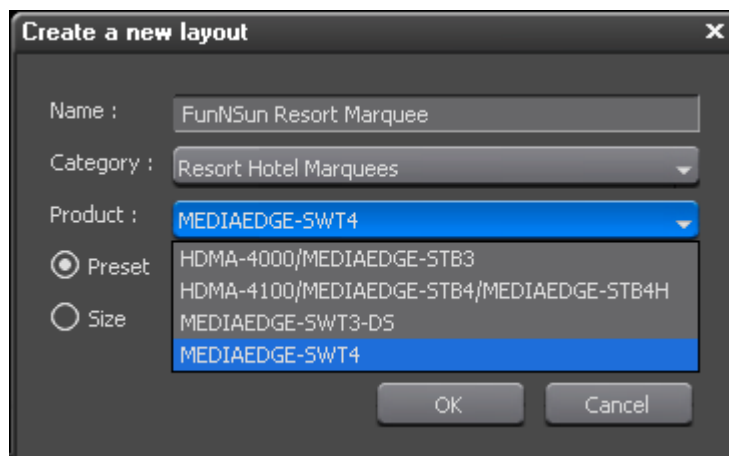 Create a new layout
Name : FunNSun Resort Marquee
Category : Resort Hotel Marquees
Product : MEDIAEDGE-SWT4
Preset HDMA-4000/MEDIAEDGE-STB3
HDMA-4100/MEDIAEDGE-STB4/MEDIAEDGE-STB4H
Size MEDIAEDGE-SWT3-DS
MEDIAEDGE-SWT4
OK Cancel